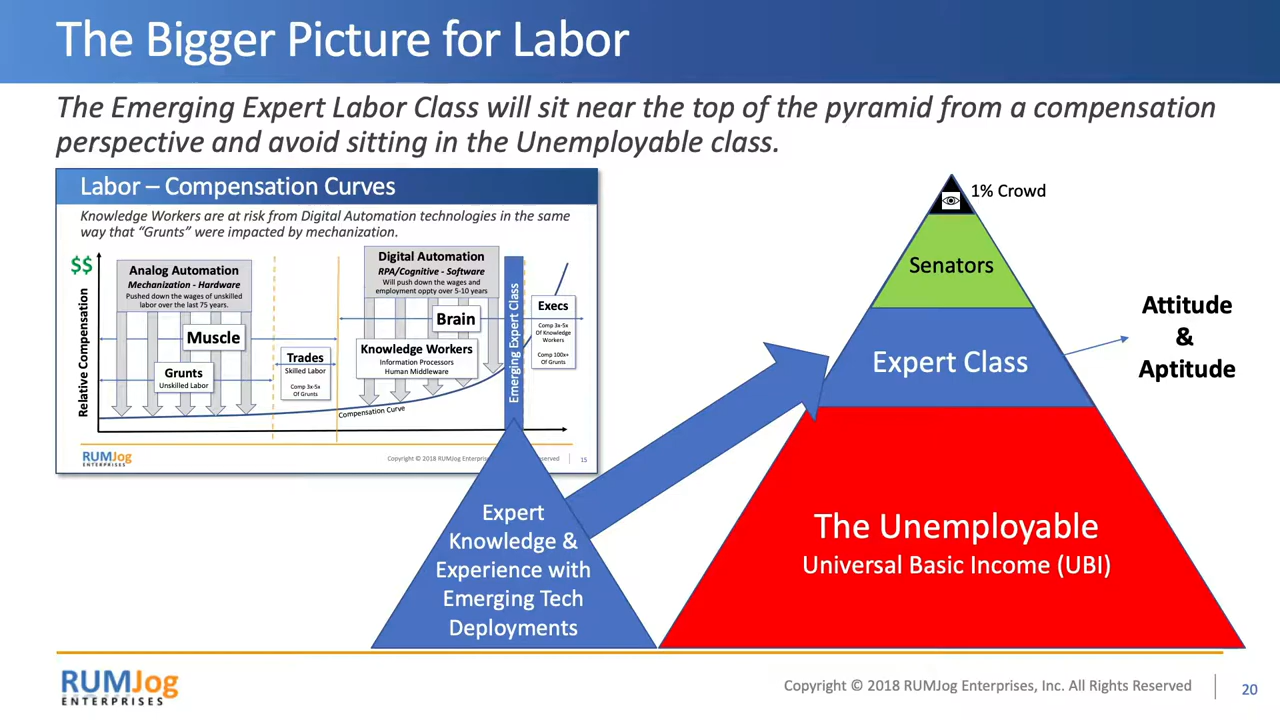 The Bigger Picture for Labor
The Emerging Expert Labor Class will sit near the top of the pyramid from a compensation
perspective and avoid sitting in the Unemployable class.
Labor – Compensation Curves
Knowledge Workers are at risk from Digital Automation technologies in the same
way that “Grunts” were impacted by mechanization.
$$
Relative Compensation
Analog Automation
Mechanization - Hardware
Pushed down the wages of unskilled
labor over the last 75 years.
Muscle
Grunts
Unskilled Labor
Trades
Skilled Labor
Comp 3x-5x
Of Grunts
Digital Automation
RPA/Cognitive - Software
Will push down the wages and
employment oppty over 5-10 years
Brain
Knowledge Workers
Information Processors
Human Middleware
Compensation Curve
Emerging Expert Class
Execs
Comp 3x-5x
Of Knowledge
Workers
Comp 100x+
Of Grunts
RUMJog
ENTERPRISES
Copyright © 2018 RUMJog Enterpris
erved
15
Expert
Knowledge &
Experience with
Emerging Tech
Deployments
1% Crowd
Senators
Expert Class
The Unemployable
Universal Basic Income (UBI)
Attitude
&
Aptitude
RUMJog
ENTERPRISES
Copyright © 2018 RUMJog Enterprises, Inc. All Rights Reserved
20